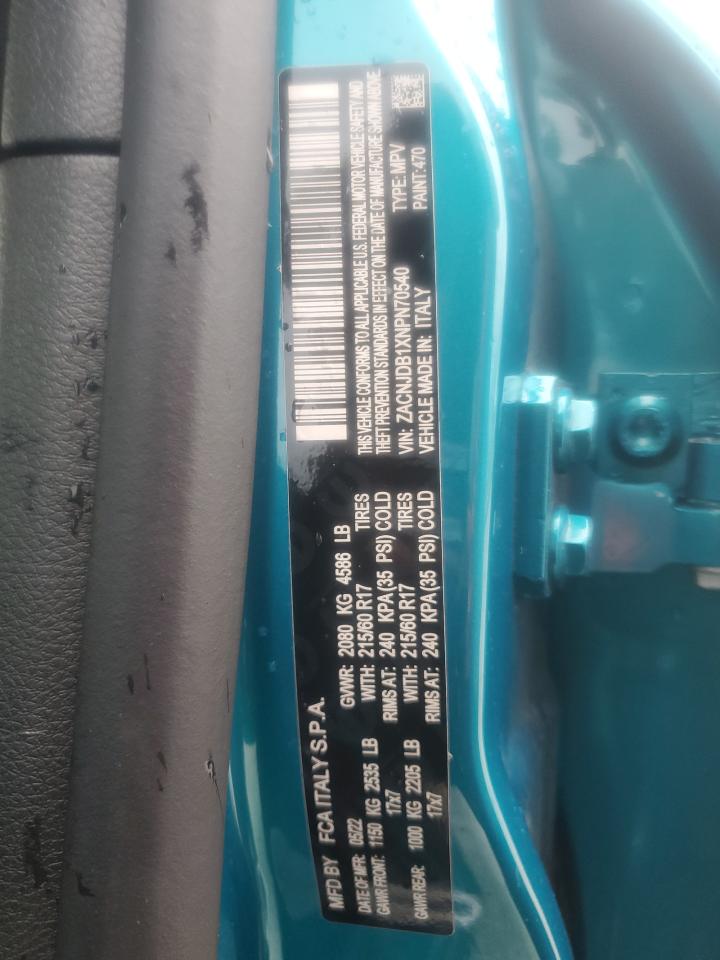 MFD BY FCA ITALY S.P.A.
DATE OF MFR: 05/22 GVWR: 2080 KG 4586 LB
GAWR FRONT: 1150 KG 2535 LB WITH: 215/60 R17 TIRES
17x7 RIMS AT: 240 KPA (35 PSI) COLD
GAWR REAR: 1000 KG 2205 LB WITH: 215/60 R17 TIRES
17x7 RIMS AT: 240 KPA (35 PSI) COLD
THIS VEHICLE CONFORMS TO ALL APPLICABLE U.S. FEDERAL MOTOR VEHICLE SAFETY AND
THEFT PREVENTION STANDARDS IN EFFECT ON THE DATE OF MANUFACTURE SHOWN ABOVE.
VIN: ZACNJDB1XNPN70540 TYPE: MPV
VEHICLE MADE IN: ITALY PAINT: 470